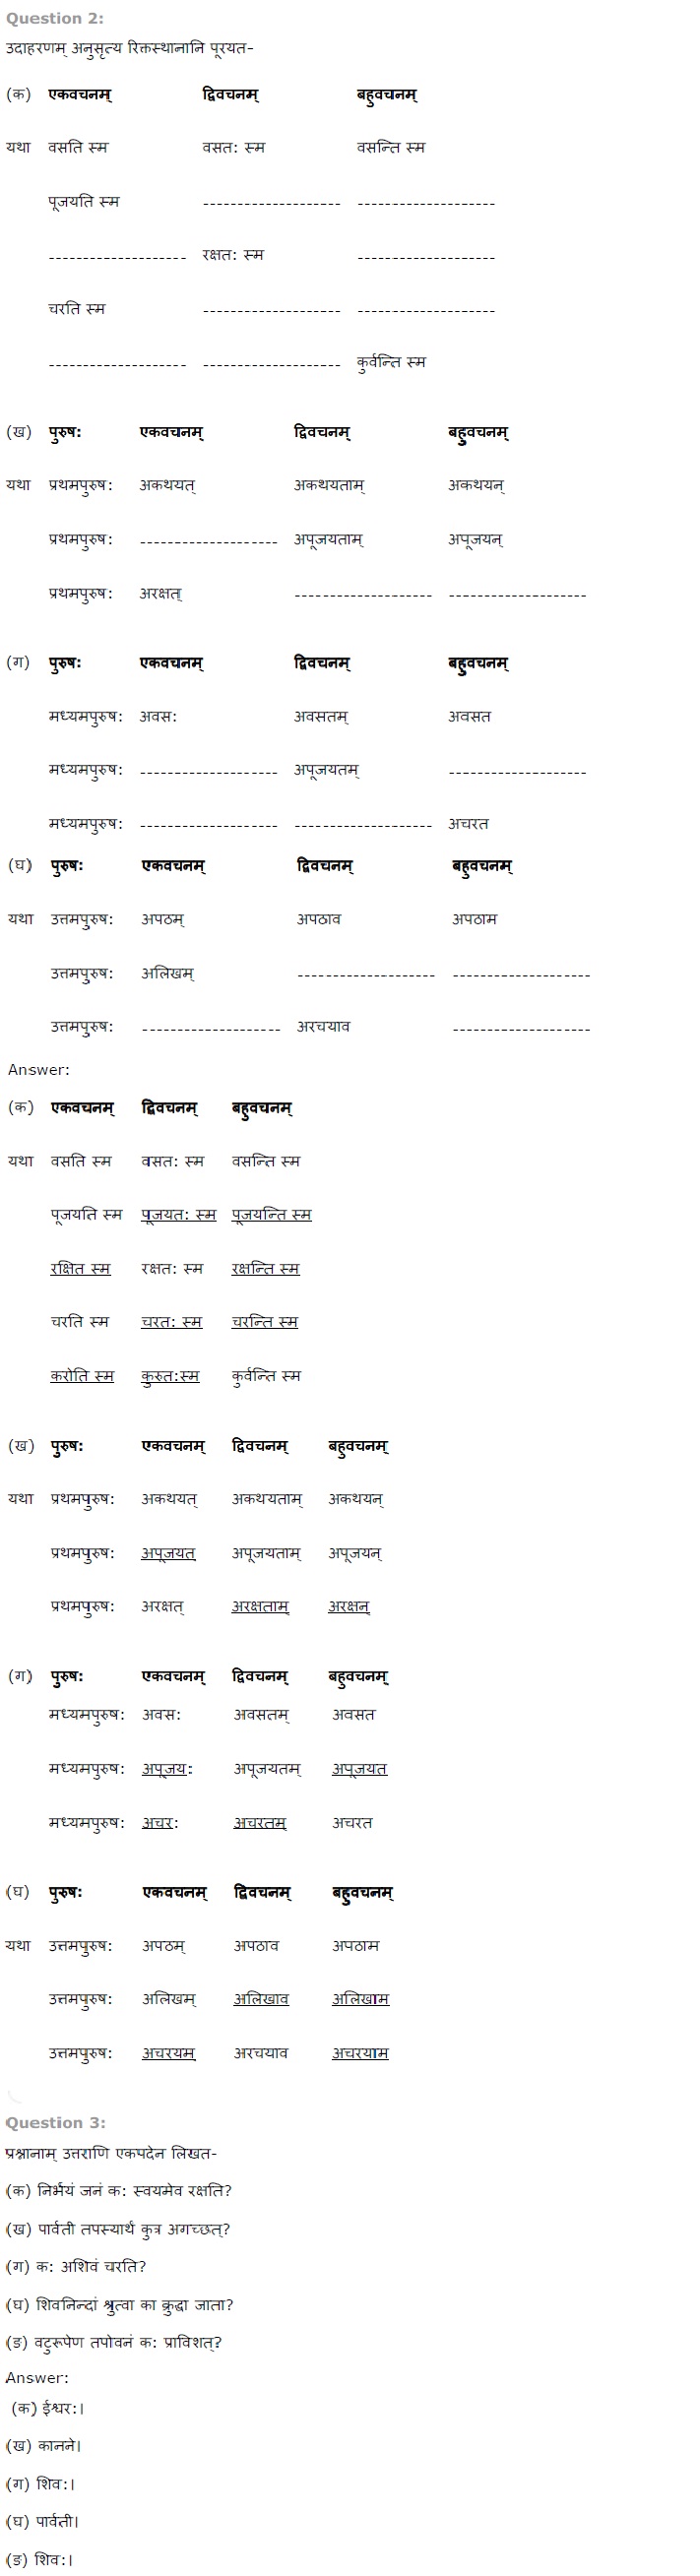 Question 2:
उदाहरणम् अनुसृत्य रिक्तस्थानानि पूरयत-
(क) एकवचनम् द्विवचनम् बहुवचनम्
यथा वसति स्म वसत: स्म वसन्ति स्म
पूजयति स्म -------------------- --------------------
-------------------- रक्षत: स्म --------------------
चरति स्म -------------------- --------------------
-------------------- -------------------- कुर्वन्ति स्म
(ख) पुरुष: एकवचनम् द्विवचनम् बहुवचनम्
यथा प्रथमपुरुष: अकथयत् अकथयताम् अकथयन्
प्रथमपुरुष: -------------------- अपूजयताम् अपूजयन्
प्रथमपुरुष: अरक्षत् -------------------- --------------------
(ग) पुरुष: एकवचनम् द्विवचनम् बहुवचनम्
मध्यमपुरुष: अवस: अवसतम् अवसत
मध्यमपुरुष: -------------------- अपूजयतम् --------------------
मध्यमपुरुष: -------------------- -------------------- अचरत
(घ) पुरुष: एकवचनम् द्विवचनम् बहुवचनम्
यथा उत्तमपुरुष: अपठम् अपठाव अपठाम
उत्तमपुरुष: अलिखम् -------------------- --------------------
उत्तमपुरुष: -------------------- अरचयाव --------------------
Answer:
(क) एकवचनम् द्विवचनम् बहुवचनम्
यथा वसति स्म वसत: स्म वसन्ति स्म
पूजयति स्म पूजयत: स्म पूजयन्ति स्म
रक्षित स्म रक्षत: स्म रक्षन्ति स्म
चरति स्म चरत: स्म चरन्ति स्म
करोति स्म कुरुत:स्म कुर्वन्ति स्म
(ख) पुरुष: एकवचनम् द्विवचनम् बहुवचनम्
यथा प्रथमपुरुष: अकथयत् अकथयताम् अकथयन्
प्रथमपुरुष: अपूजयत् अपूजयताम् अपूजयन्
प्रथमपुरुष: अरक्षत् अरक्षताम् अरक्षन्
(ग) पुरुष: एकवचनम् द्विवचनम् बहुवचनम्
मध्यमपुरुष: अवस: अवसतम् अवसत
मध्यमपुरुष: अपूजय: अपूजयतम् अपूजयत
मध्यमपुरुष: अचर: अचरतम् अचरत
(घ) पुरुष: एकवचनम् द्विवचनम् बहुवचनम्
यथा उत्तमपुरुष: अपठम् अपठाव अपठाम
उत्तमपुरुष: अलिखम् अलिखाव अलिखाम
उत्तमपुरुष: अचरयम् अरचयाव अचरयाम
Question 3:
प्रश्नानाम् उत्तराणि एकपदेन लिखत-
(क) निर्भयं जनं क: स्वयमेव रक्षति?
(ख) पार्वती तपस्यार्थं कुत्र अगच्छत्?
(ग) क: अशिवं चरति?
(घ) शिवनिन्दां श्रुत्वा का क्रुद्धा जाता?
(ङ) वटुरूपेण तपोवनं क: प्राविशत्?
Answer:
(क) ईश्वर:।
(ख) कानने।
(ग) शिव:।
(घ) पार्वती।
(ङ) शिव:।